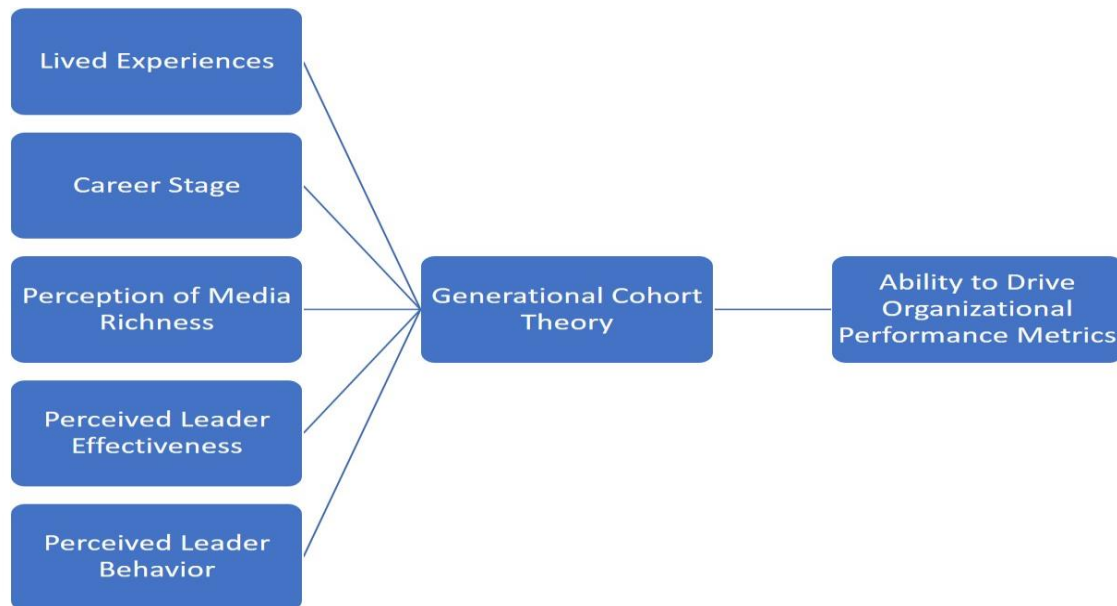 Lived Experiences
Career Stage
Perception of Media
Richness
Perceived Leader
Effectiveness
Perceived Leader
Behavior
Generational Cohort
Theory
Ability to Drive
Organizational
Performance Metrics